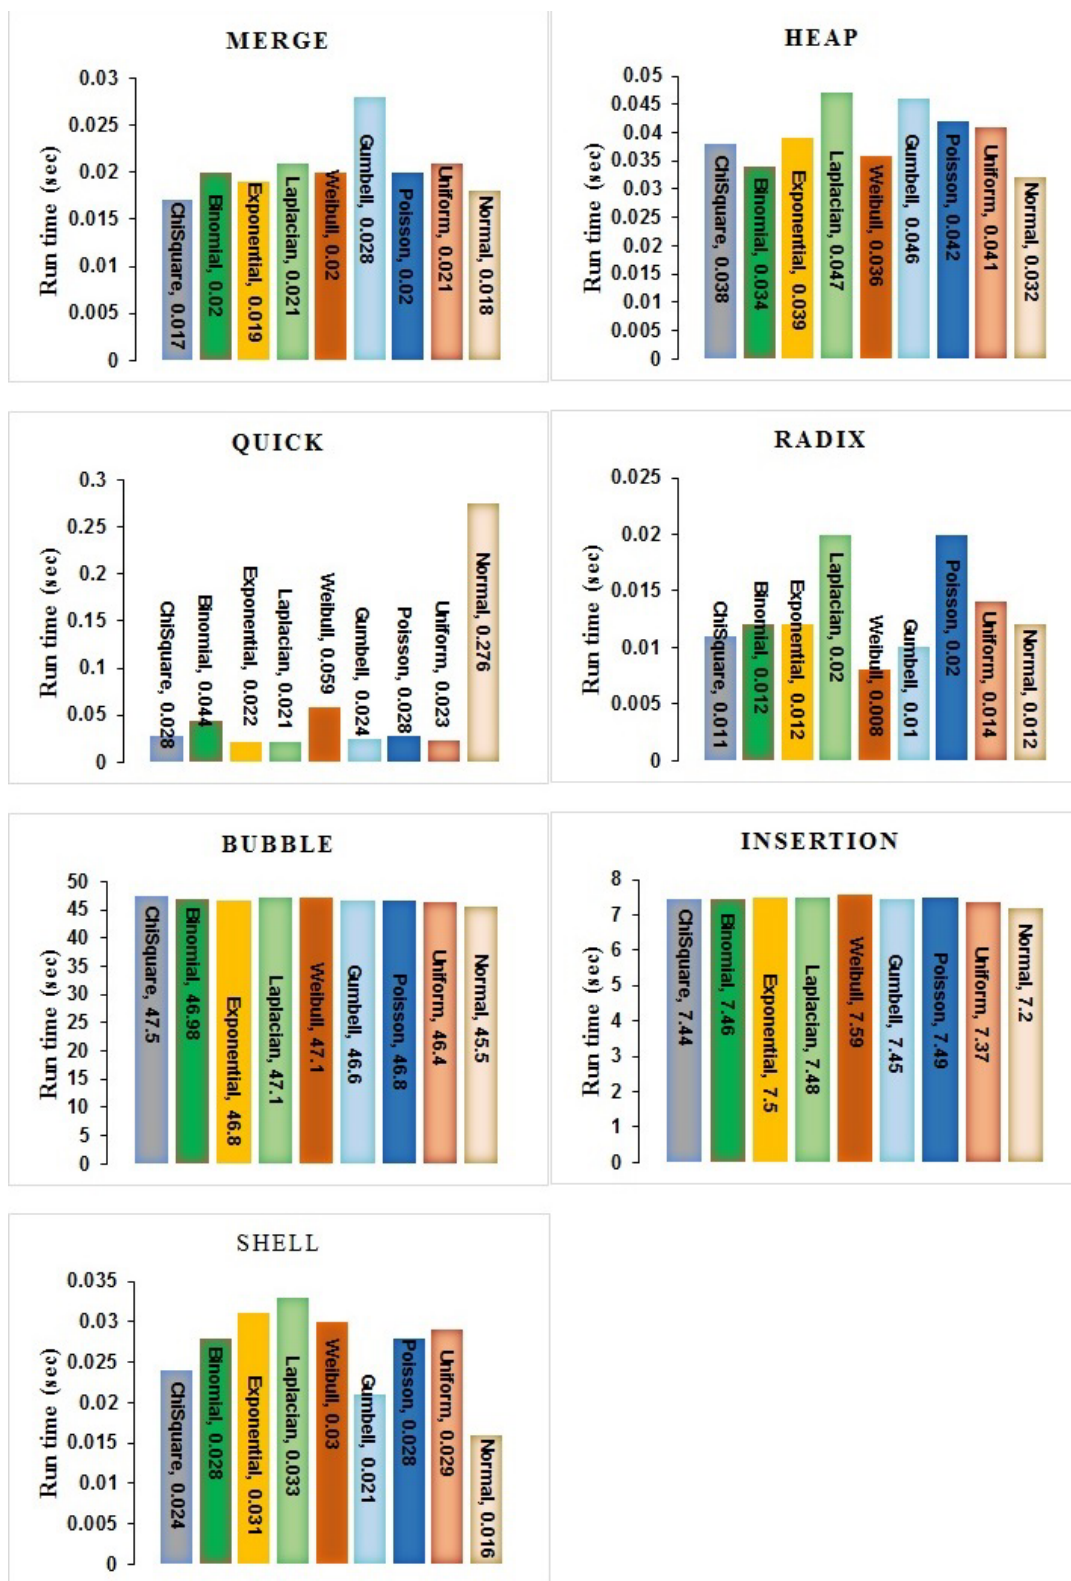 MERGE
Run time (sec)
0.03
0.025
0.02
0.015
0.01
0.005
0
ChiSquare, 0.017
Binomial, 0.02
Exponential, 0.019
Laplacian, 0.021
Weibull, 0.02
Gumbell, 0.028
Poisson, 0.02
Uniform, 0.021
Normal, 0.018
HEAP
Run time (sec)
0.05
0.045
0.04
0.035
0.03
0.025
0.02
0.015
0.01
0.005
0
ChiSquare, 0.038
Binomial, 0.034
Exponential, 0.039
Laplacian, 0.047
Weibull, 0.036
Gumbell, 0.046
Poisson, 0.042
Uniform, 0.041
Normal, 0.032
QUICK
Run time (sec)
0.3
0.25
0.2
0.15
0.1
0.05
0
ChiSquare, 0.028
Binomial, 0.044
Exponential, 0.022
Laplacian, 0.021
Weibull, 0.059
Gumbell, 0.024
Poisson, 0.028
Uniform, 0.023
Normal, 0.276
RADIX
Run time (sec)
0.025
0.02
0.015
0.01
0.005
0
ChiSquare, 0.011
Binomial, 0.012
Exponential, 0.012
Laplacian, 0.02
Weibull, 0.008
Gumbell, 0.01
Poisson, 0.02
Uniform, 0.014
Normal, 0.012
BUBBLE
Run time (sec)
50
45
40
35
30
25
20
15
10
5
0
ChiSquare,
47.5
Binomial, 46.98
Exponential, 46.8
Laplacian, 47.1
Weibull, 47.1
Gumbell, 46.6
Poisson, 46.8
Uniform, 46.4
Normal, 45.5
INSERTION
Run time (sec)
8
7
6
5
4
3
2
1
0
ChiSquare, 7.44
Binomial, 7.46
Exponential, 7.5
Laplacian, 7.48
Weibull, 7.59
Gumbell, 7.45
Poisson, 7.49
Uniform, 7.37
Normal, 7.2
SHELL
Run time (sec)
0.035
0.03
0.025
0.02
0.015
0.01
0.005
0
ChiSquare, 0.024
Binomial, 0.028
Exponential, 0.031
Laplacian, 0.033
Weibull, 0.03
Gumbell, 0.021
Poisson, 0.028
Uniform, 0.029
Normal, 0.016